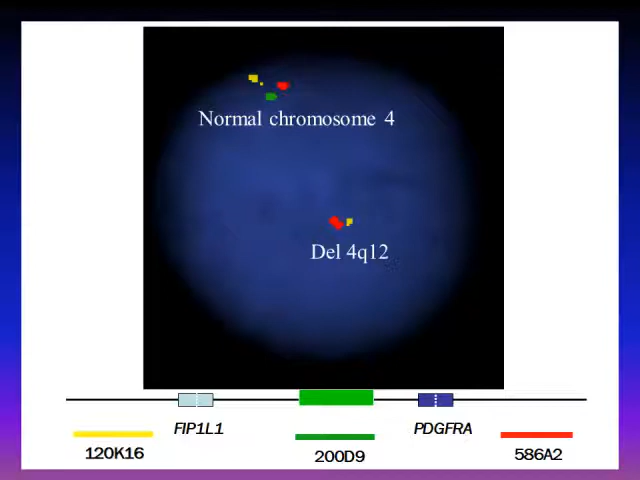 Normal chromosome 4
Del 4q12
FIP1L1
PDGFRA
120K16
200D9
586A2